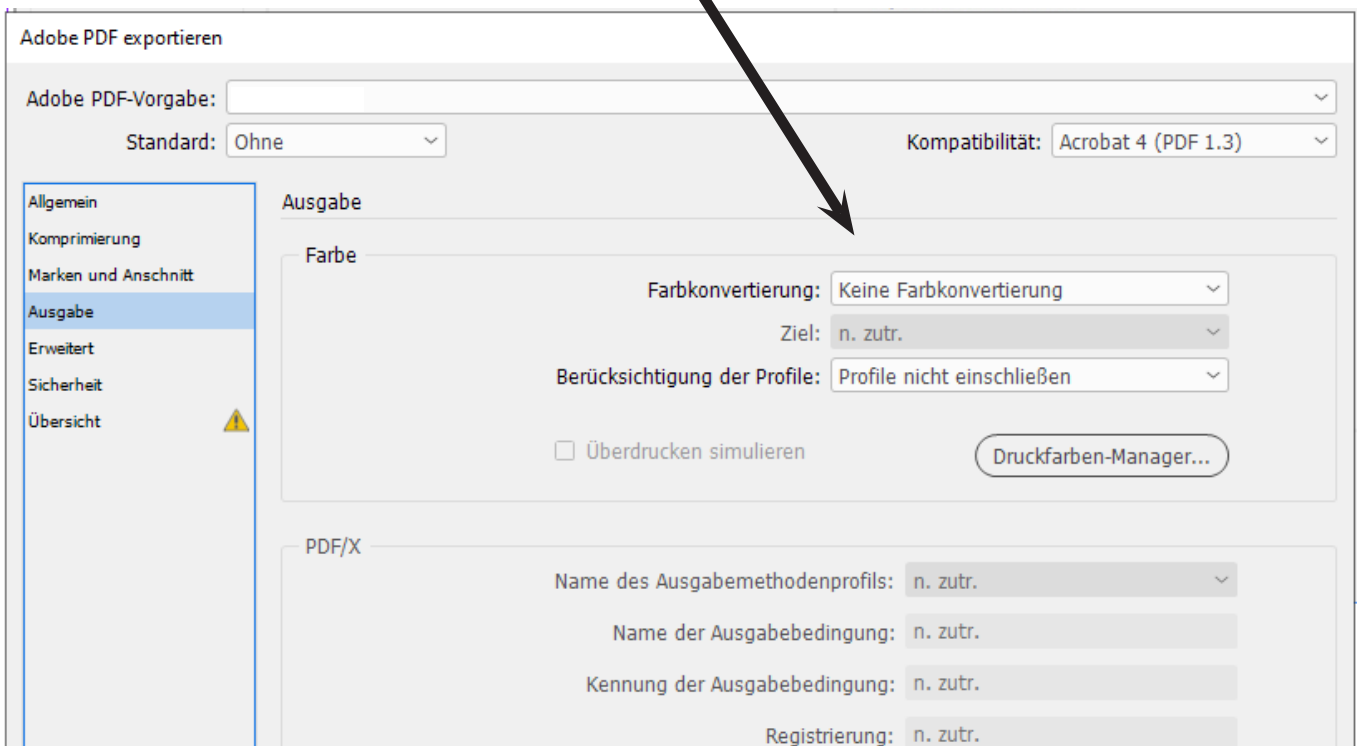 Adobe PDF exportieren
Adobe PDF-Vorgabe:
Standard: Ohne Kompatibilität: Acrobat 4 (PDF 1.3)
Allgemein
Komprimierung
Marken und Anschnitt
Ausgabe
Erweitert
Sicherheit
Übersicht
Ausgabe
Farbe
Farbkonvertierung: Keine Farbkonvertierung
Ziel: n. zutr.
Berücksichtigung der Profile: Profile nicht einschließen
Überdrucken simulieren Druckfarben-Manager...
PDF/X
Name des Ausgabemethodenprofils: n. zutr.
Name der Ausgabebedingung: n. zutr.
Kennung der Ausgabebedingung: n. zutr.
Registrierung: n. zutr.